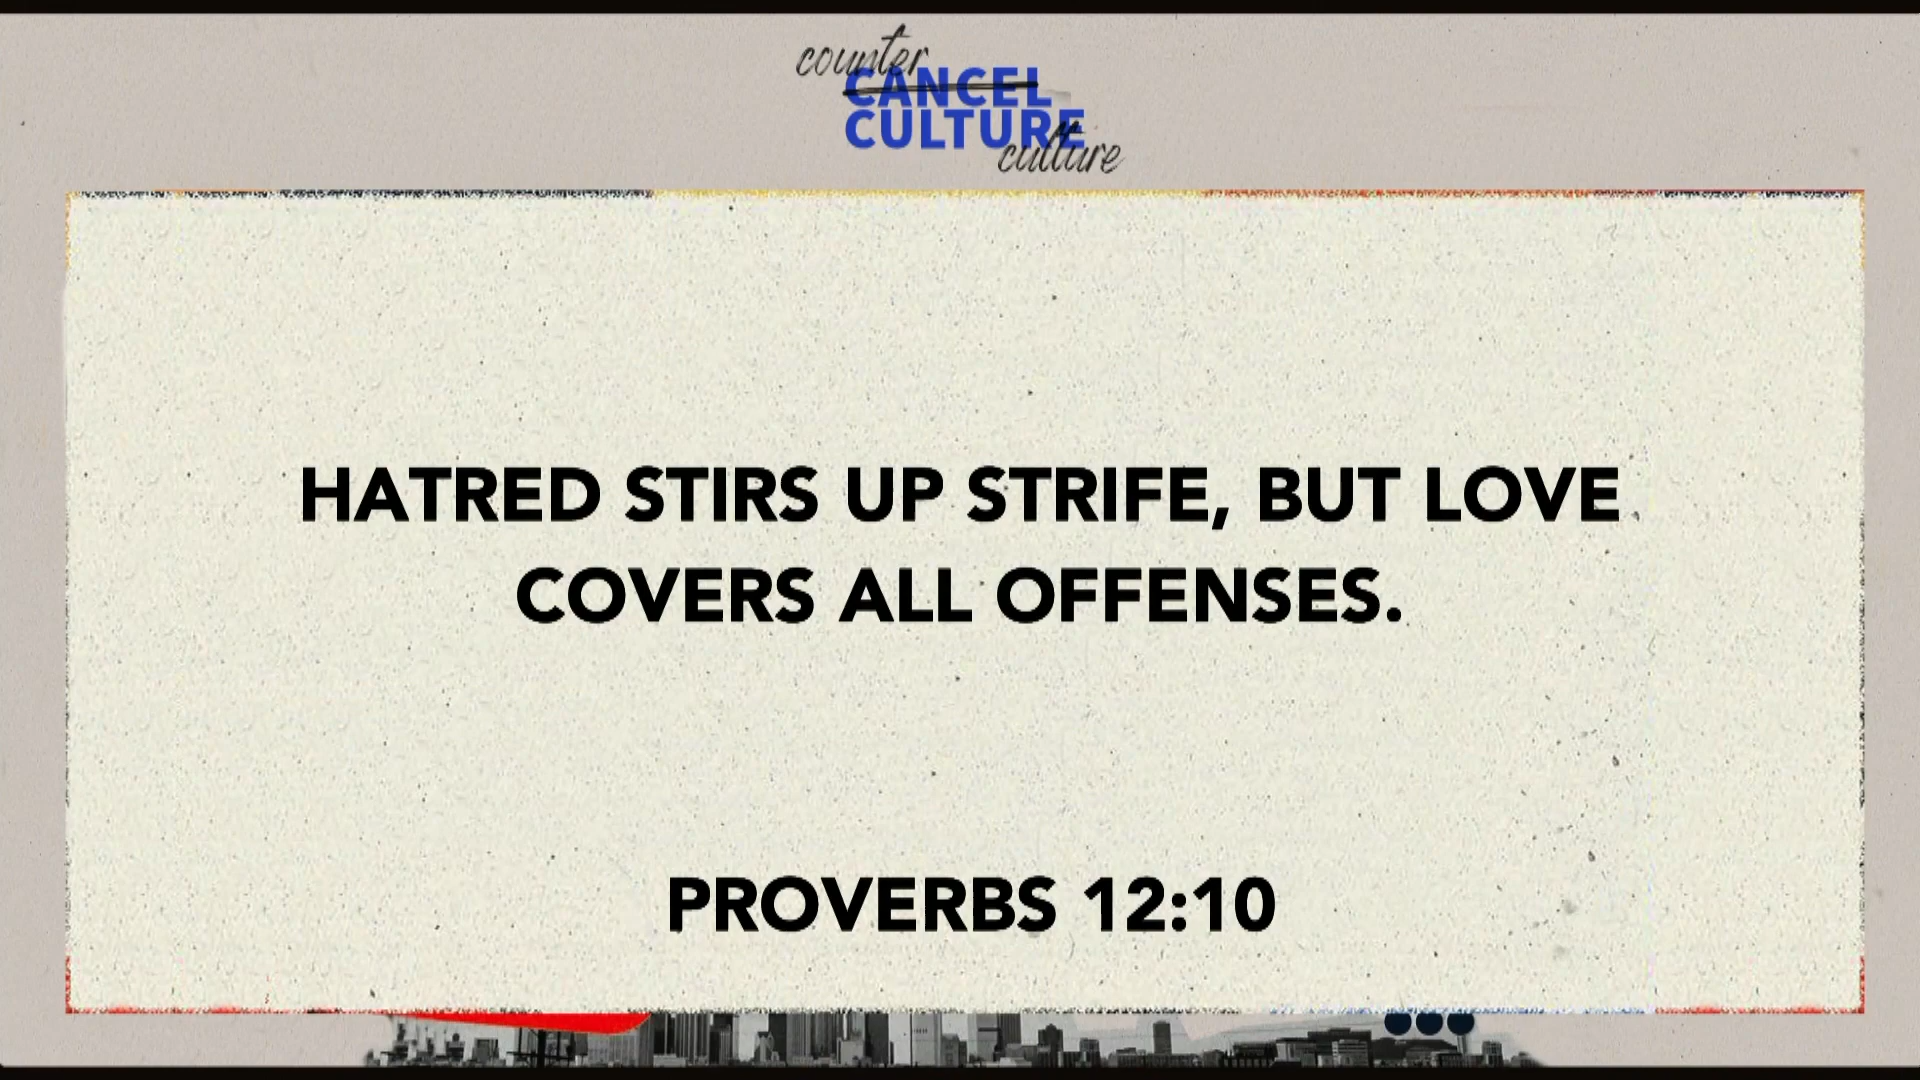 counter
CANCEL
CULTURE
culture
HATRED STIRS UP STRIFE, BUT LOVE
COVERS ALL OFFENSES.
PROVERBS 12:10